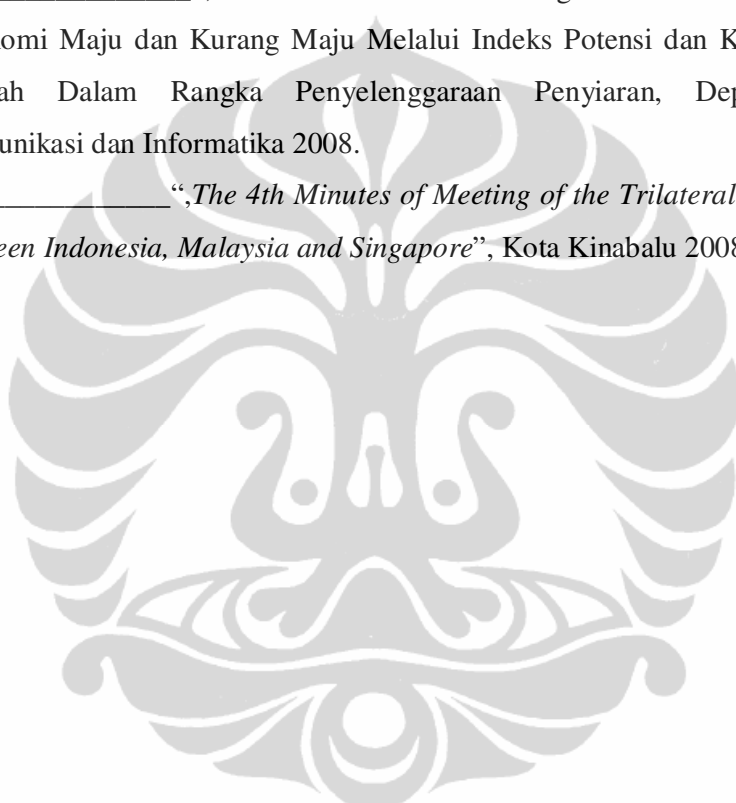 omi Maju dan Kurang Maju Melalui Indeks Potensi dan K
ah Dalam Rangka Penyelenggaraan Penyiaran, Dep
unikasi dan Informatika 2008.
____________“,The 4th Minutes of Meeting of the Trilateral
een Indonesia, Malaysia and Singapore”, Kota Kinabalu 2008